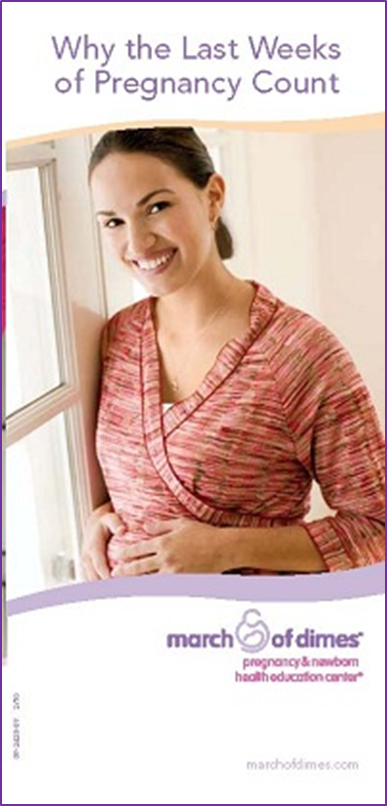 Why the Last Weeks
of Pregnancy Count
march of dimes®
pregnancy & newborn
health education center®
marchofdimes.com